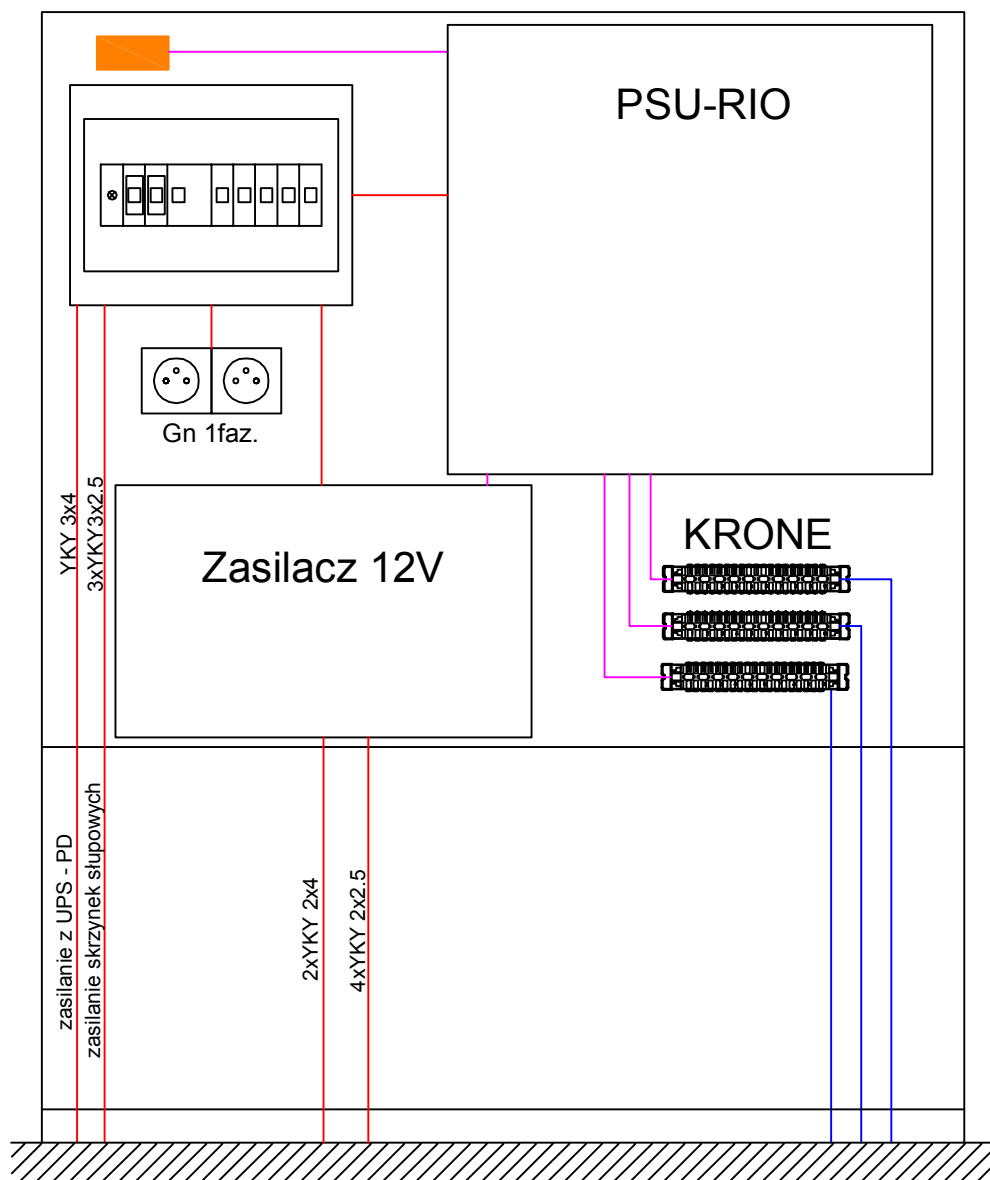 PSU-RIO
Gn 1faz.
YKY 3x4
3xYKY3x2.5
Zasilacz 12V
KRONE
zasilanie z UPS - PD
zasilanie skrzynek słupowych
2xYKY 2x4
4xYKY 2x2.5